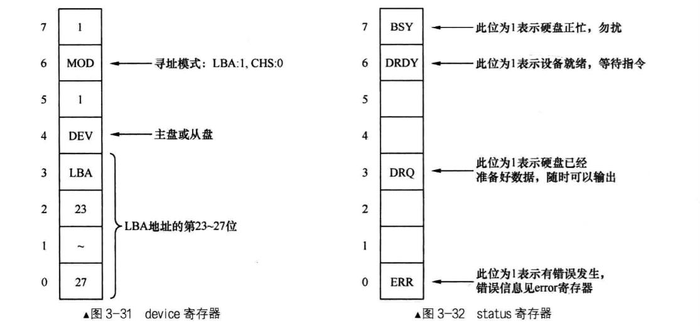 7 1
6 MOD 寻址模式：LBA:1, CHS:0
5 1
4 DEV 主盘或从盘
3 LBA
2 23
LBA地址的第23~27位
1 ~
0 27
▲图 3-31 device 寄存器
7 BSY 此位为1表示硬盘正忙，勿扰
6 DRDY 此位为1表示设备就绪，等待指令
5
4
3 DRQ 此位为1表示硬盘已经
准备好数据，随时可以输出
2
1
0 ERR 此位为1表示有错误发生，
错误信息见error寄存器
▲图 3-32 status 寄存器